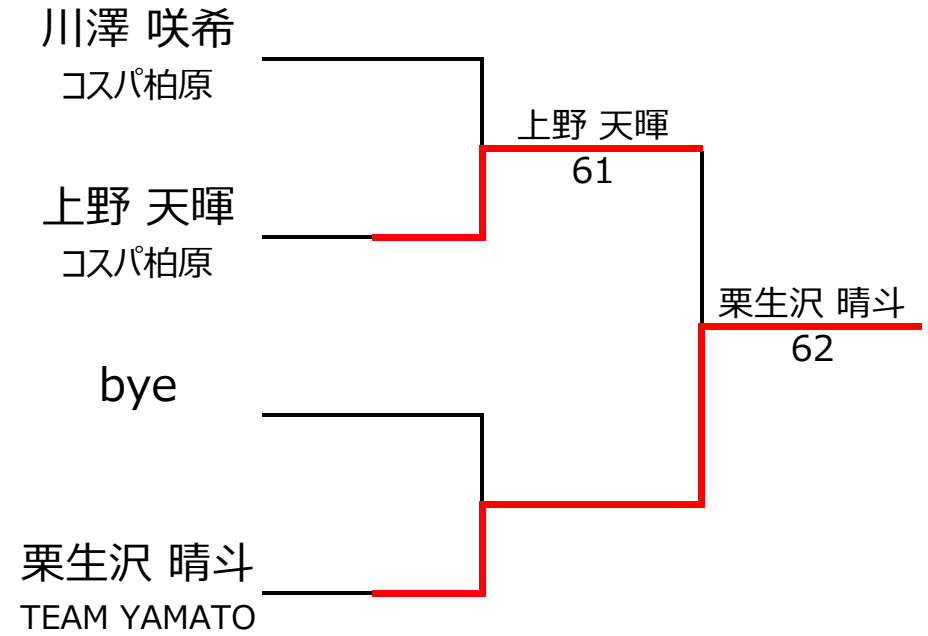 川澤 咲希
コスパ柏原
上野 天暉
61
上野 天暉
コスパ柏原
栗生沢 晴斗
62
bye
栗生沢 晴斗
TEAM YAMATO